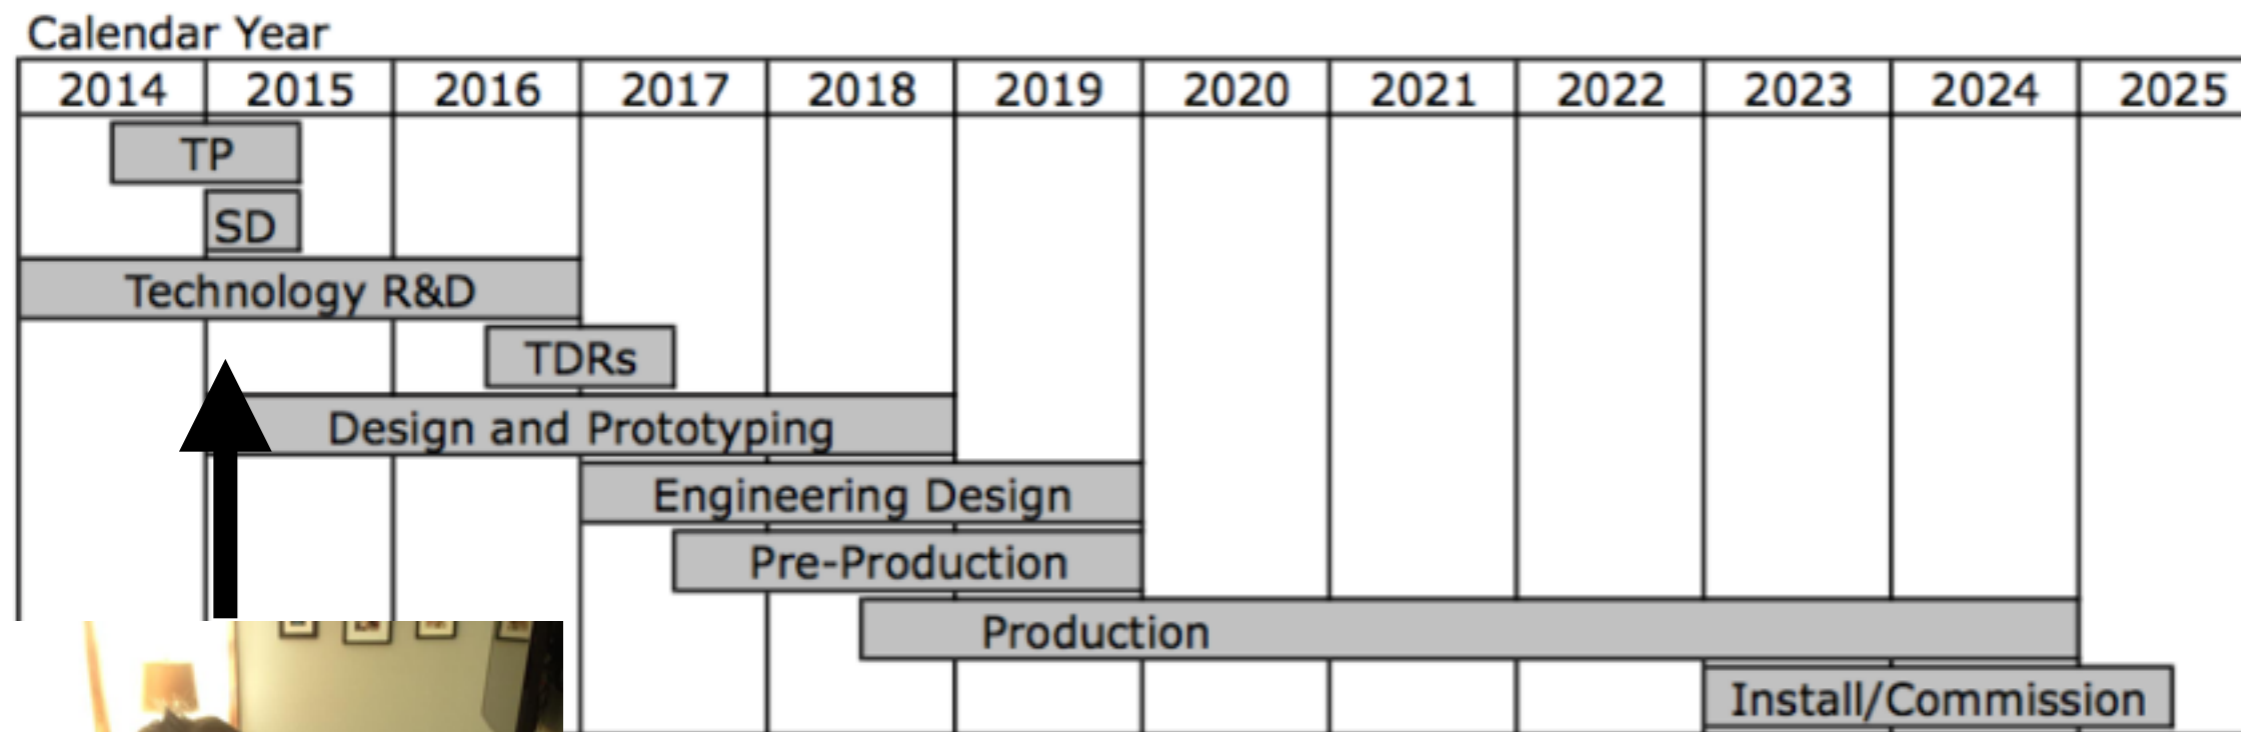 Calendar Year
2014 2015 2016 2017 2018 2019 2020 2021 2022 2023 2024 2025
TP
SD
Technology R&D
TDRs
Design and Prototyping
Engineering Design
Pre-Production
Production
Install/Commission